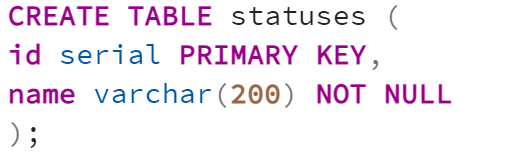 CREATE TABLE statuses (
id serial PRIMARY KEY,
name varchar(200) NOT NULL
);